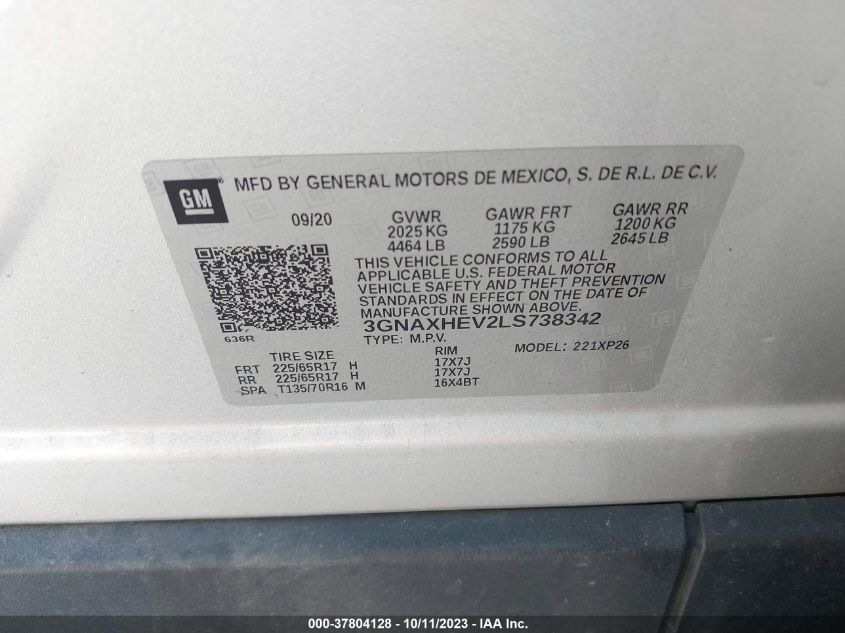 GM ® MFD BY GENERAL MOTORS DE MEXICO, S. DE R.L. DE C.V.
09/20 GVWR GAWR FRT GAWR RR
2025 KG 1175 KG 1200 KG
4464 LB 2590 LB 2645 LB
THIS VEHICLE CONFORMS TO ALL
APPLICABLE U.S. FEDERAL MOTOR
VEHICLE SAFETY AND THEFT PREVENTION
STANDARDS IN EFFECT ON THE DATE OF
MANUFACTURE SHOWN ABOVE.
636R
3GNAXHEV2LS738342
TYPE: M.P.V. MODEL: 221XP26
TIRE SIZE RIM
FRT 225/65R17 H 17X7J
RR 225/65R17 H 17X7J
SPA T135/70R16 M 16X4BT
000-37804128 - 10/11/2023 - © IAA Inc.